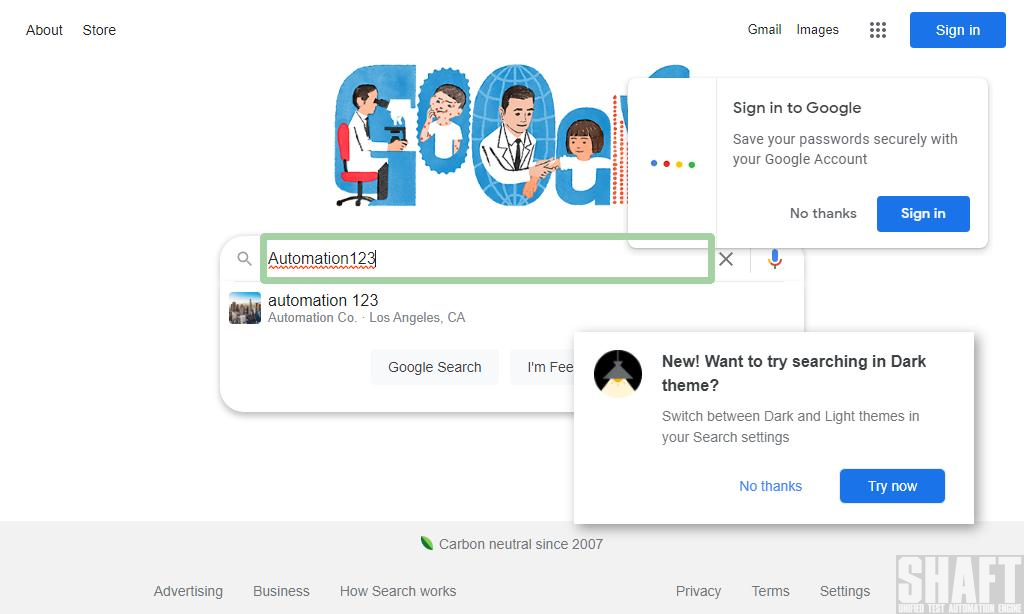 About
Store
Gmail
Images
Sign in
Google
Sign in to Google
Save your passwords securely with
your Google Account
No thanks
Sign in
Automation123
automation 123
Automation Co. · Los Angeles, CA
Google Search
I'm Fee
New! Want to try searching in Dark
theme?
Switch between Dark and Light themes in
your Search settings
No thanks
Try now
Carbon neutral since 2007
Advertising
Business
How Search works
Privacy
Terms
Settings
SHAFT
UNIFIED TEST AUTOMATION ENGINE